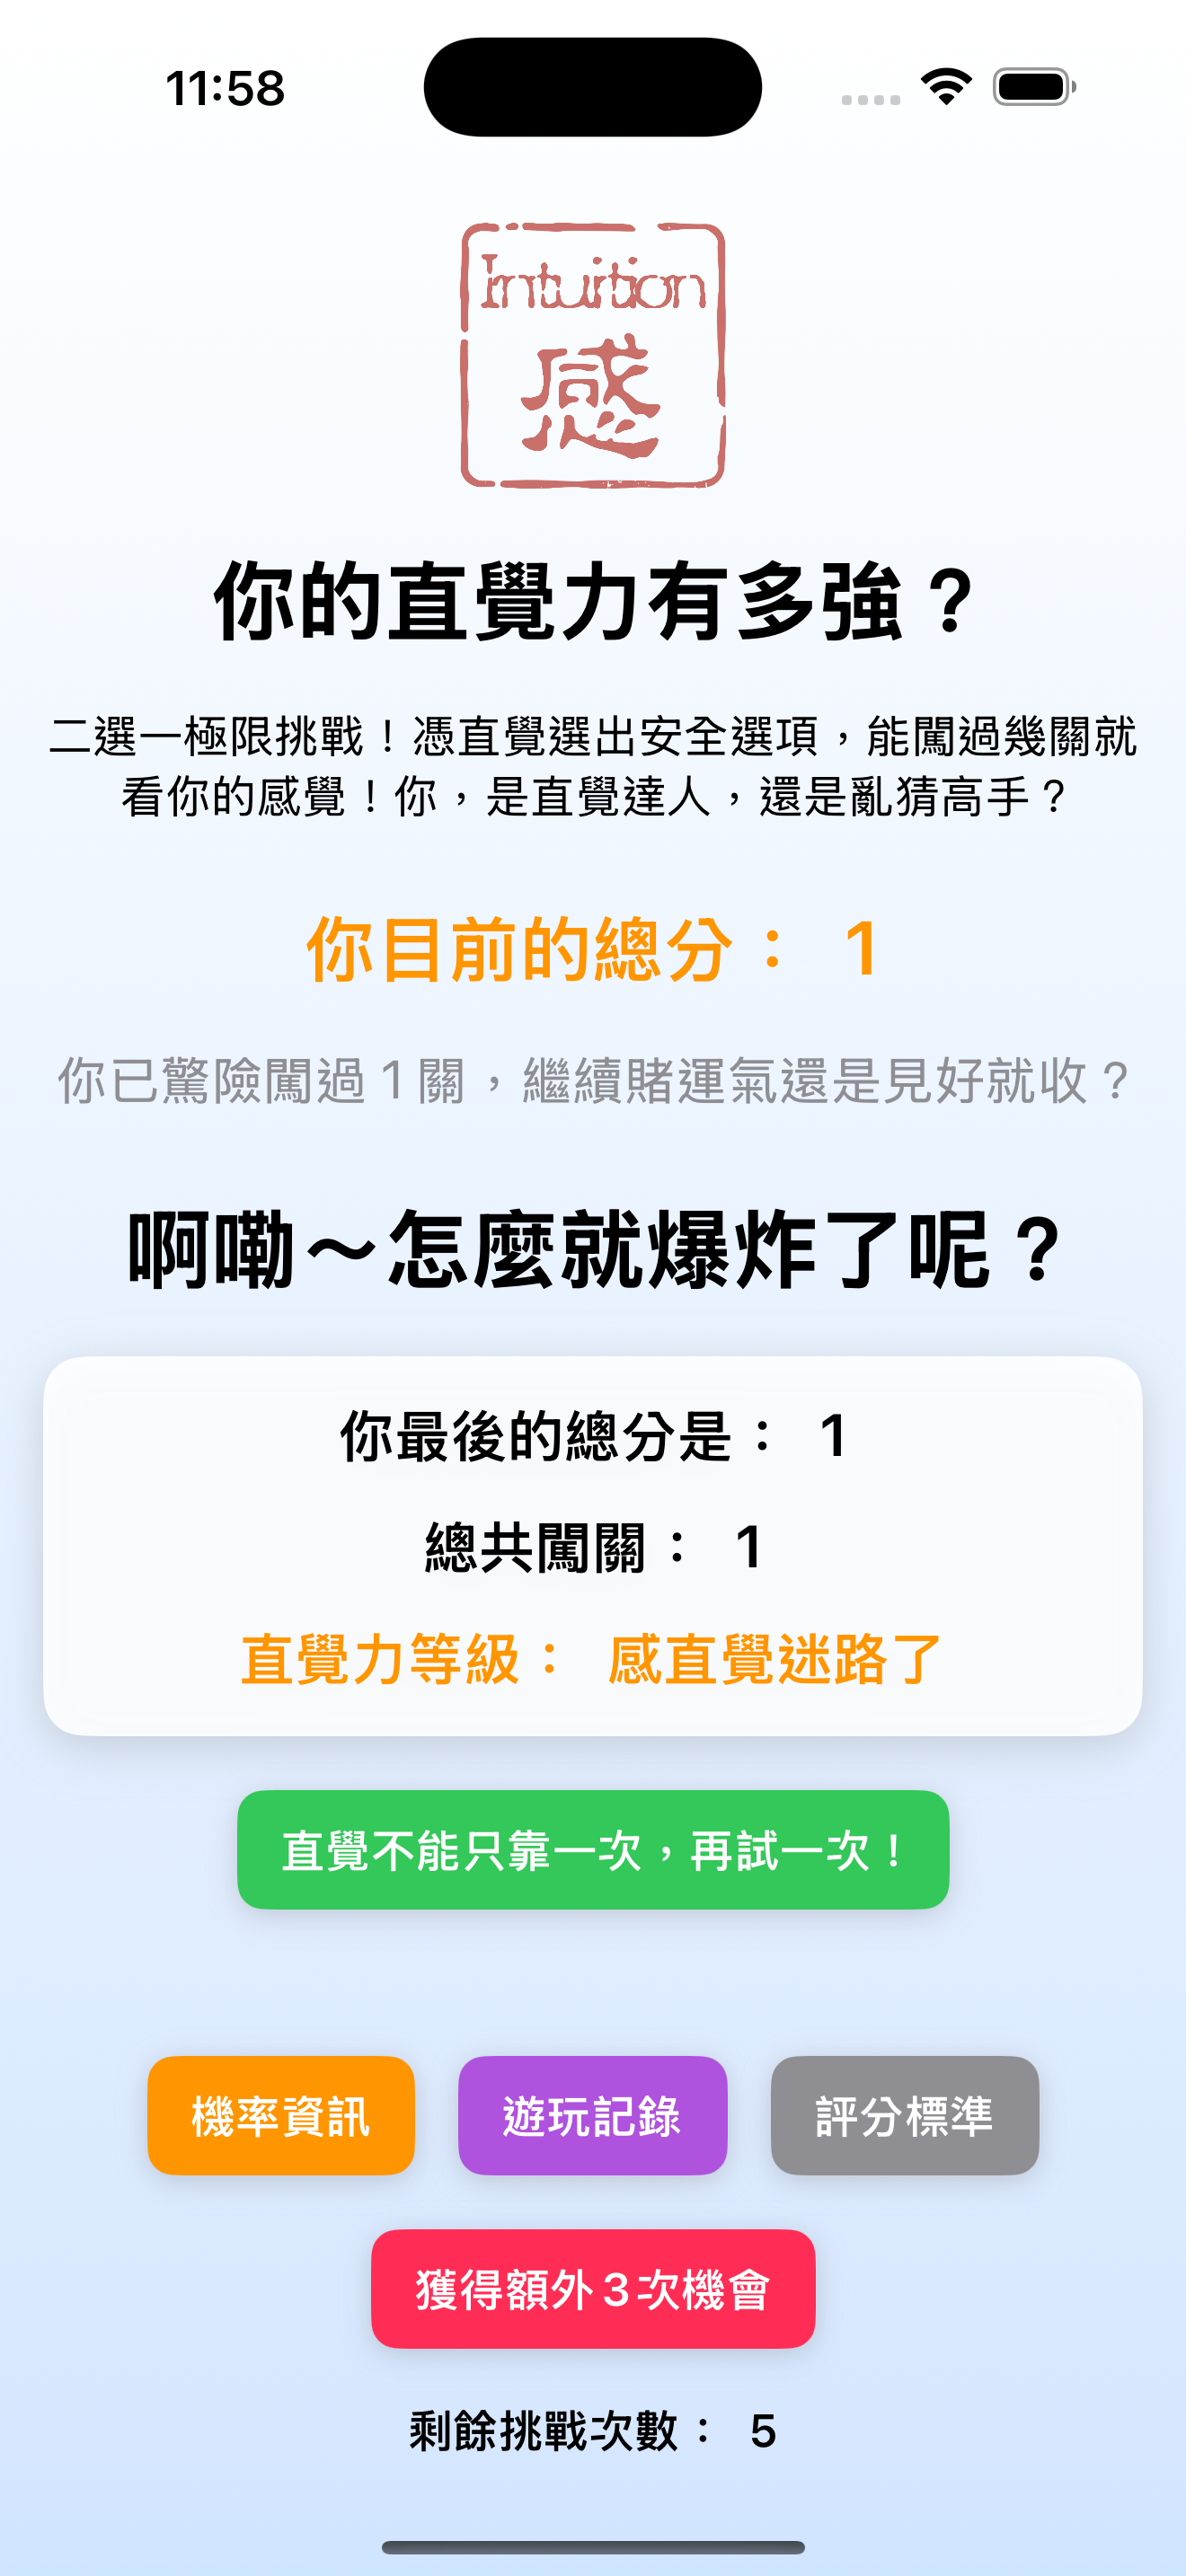 11:58
Intuition
感
你的直覺力有多強？
二選一極限挑戰！憑直覺選出安全選項，能闖過幾關就
看你的感覺！你，是直覺達人，還是亂猜高手？
你目前的總分： 1
你已驚險闖過1關，繼續賭運氣還是見好就收？
啊嘞～怎麼就爆炸了呢？
你最後的總分是： 1
總共闖關： 1
直覺力等級： 感直覺迷路了
直覺不能只靠一次，再試一次！
機率資訊 遊玩記錄 評分標準
獲得額外3次機會
剩餘挑戰次數： 5